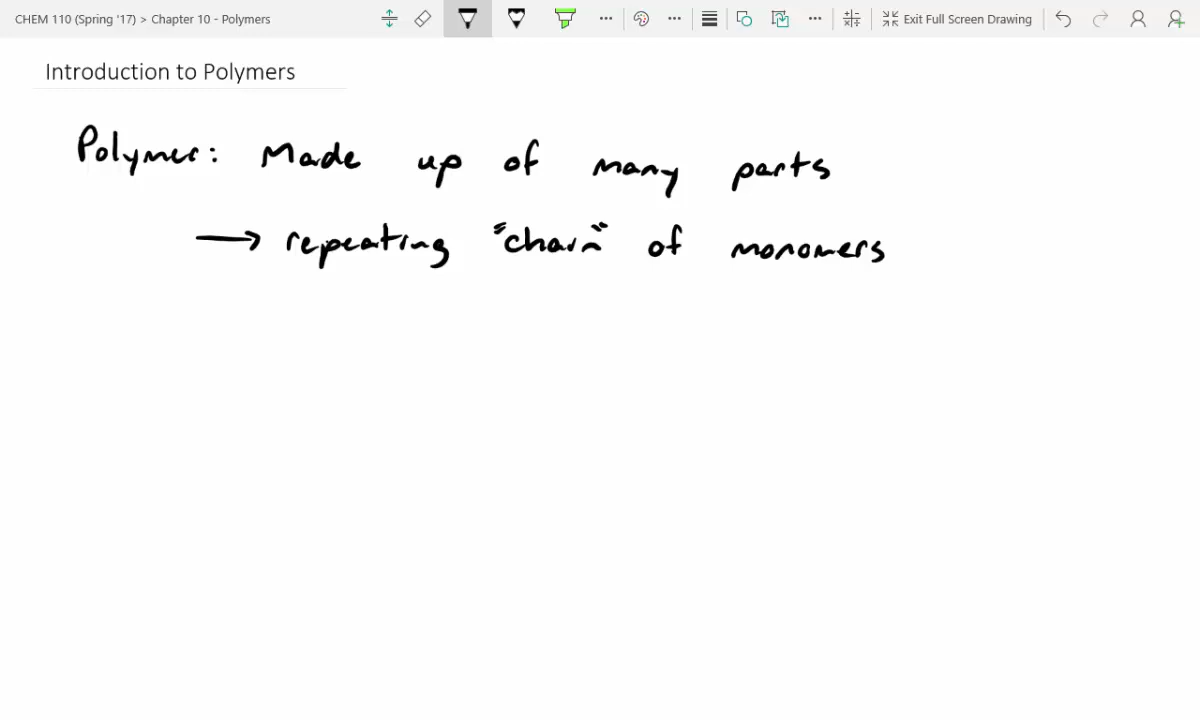 CHEM 110 (Spring '17) > Chapter 10 - Polymers
Exit Full Screen Drawing
Introduction to Polymers
Polymer: Made up of many parts
→ repeating "chain" of monomers